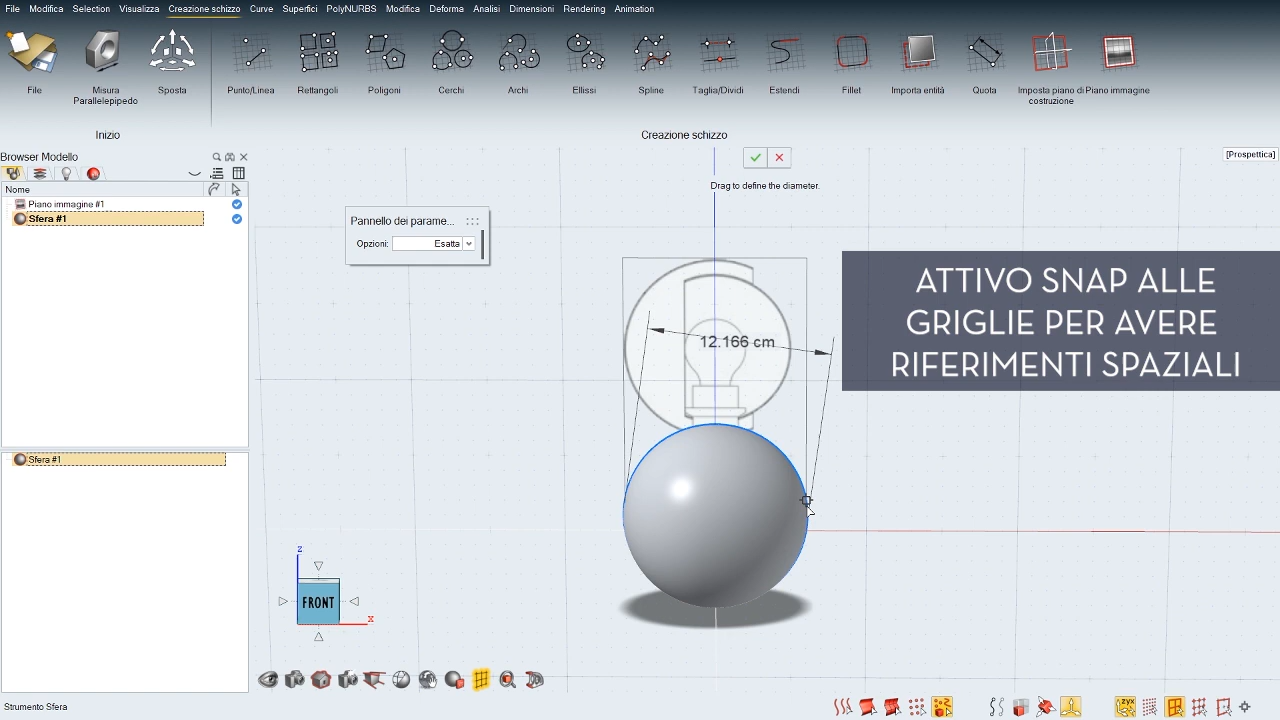 File Modifica Selection Visualizza Creazione schizzo Curve Superfici PolyNURBS Modifica Deforma Analisi Dimensioni Rendering Animation
File
Misura Parallelepipedo
Sposta
Punto/Linea
Rettangoli
Poligoni
Cerchi
Archi
Ellissi
Spline
Taglia/Dividi
Estendi
Fillet
Importa entità
Quota
Imposta piano di costruzione
Piano immagine
Inizio
Creazione schizzo
Browser Modello
[Prospettica]
Nome
Drag to define the diameter.
Piano immagine #1
Sfera #1
Pannello dei parame...
Opzioni: Esatta
ATTIVO SNAP ALLE
GRIGLIE PER AVERE
RIFERIMENTI SPAZIALI
12.166 cm
Sfera #1
z
FRONT
x
zyx
Strumento Sfera